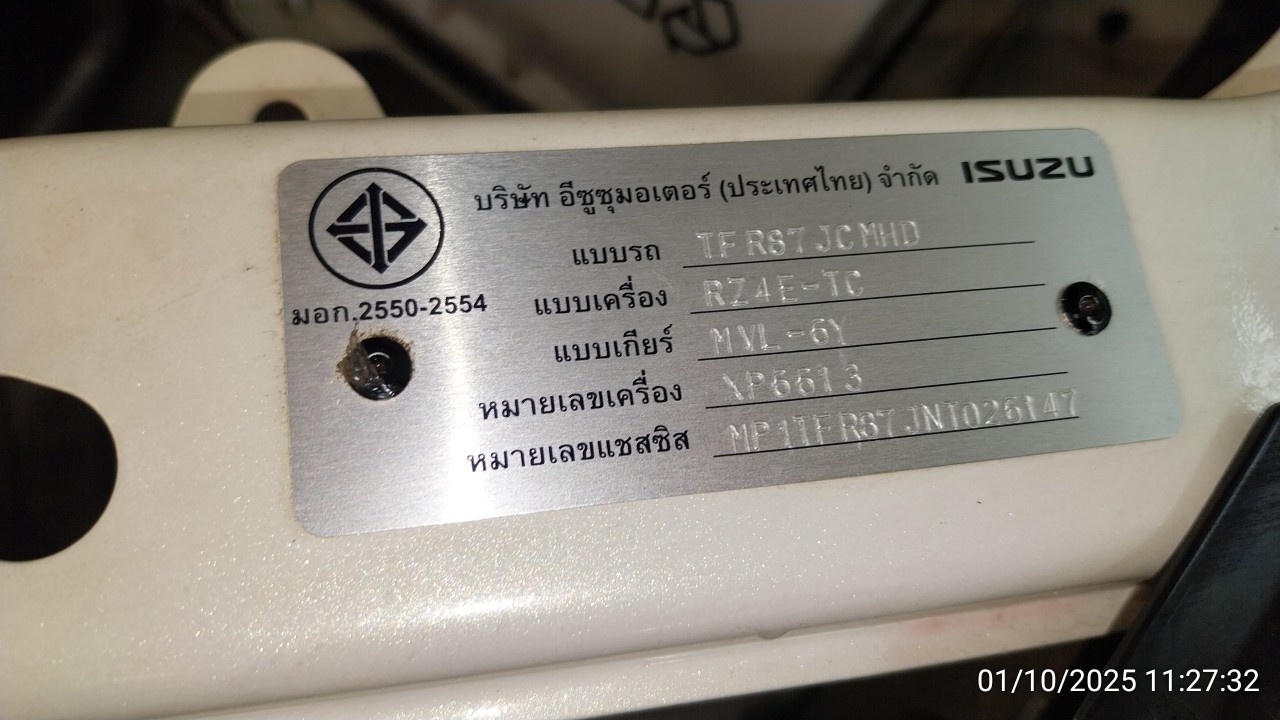 บริษัท อีซูซุมอเตอร์ (ประเทศไทย) จำกัด ISUZU
มอก.2550-2554
แบบรถ TFR87JCMHD
แบบเครื่อง RZ4E-TC
แบบเกียร์ MVL-6Y
หมายเลขเครื่อง XP6613
หมายเลขแชสซิส MP1TFR87JNT026147
01/10/2025 11:27:32